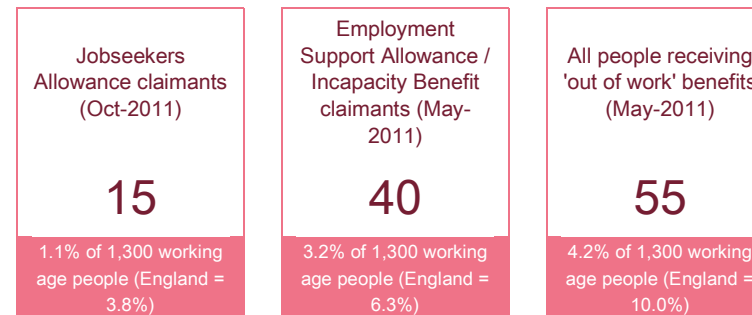 Jobseekers
Allowance claimants
(Oct-2011)
15
1.1% of 1,300 working
age people (England =
3.8%)
Employment
Support Allowance /
Incapacity Benefit
claimants (May-
2011)
40
3.2% of 1,300 working
age people (England =
6.3%)
All people receiving
'out of work' benefits
(May-2011)
55
4.2% of 1,300 working
age people (England =
10.0%)